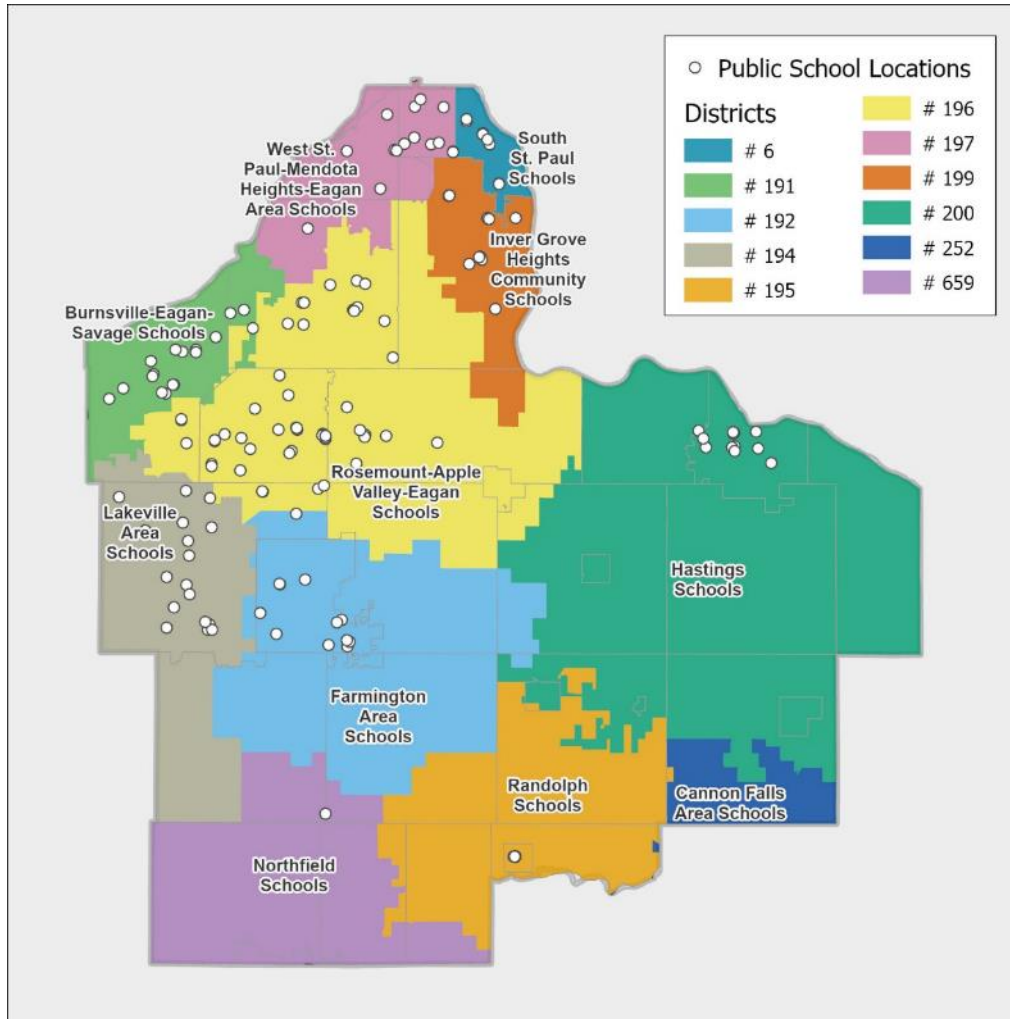 Public School Locations
Districts
# 6
# 191
# 192
# 194
# 195
# 196
# 197
# 199
# 200
# 252
# 659
West St.
Paul-Mendota
Heights-Eagan
Area Schools
South
St. Paul
Schools
Inver Grove
Heights
Community
Schools
Burnsville-Eagan-
Savage Schools
Rosemount-Apple
Valley-Eagan
Schools
Lakeville
Area
Schools
Hastings
Schools
Farmington
Area
Schools
Randolph
Schools
Cannon Falls
Area Schools
Northfield
Schools